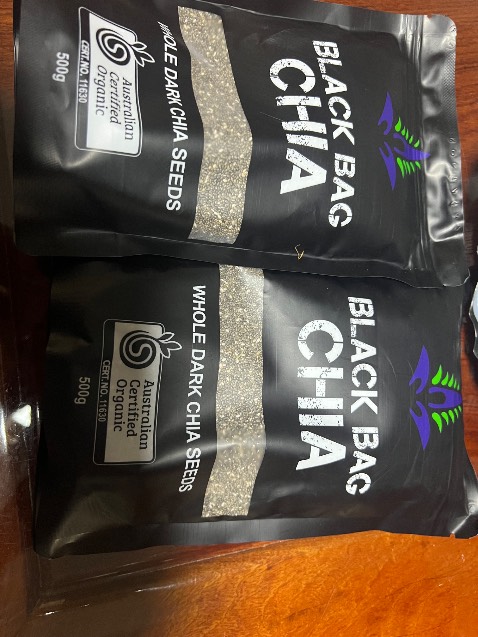 BLACK BAG
CHIA
WHOLE DARK CHIA SEEDS
Australian
Certified
Organic
CERT.NO. 11630
500g
BLACK BAG
CHIA
WHOLE DARK CHIA SEEDS
Australian
Certified
Organic
CERT.NO. 11630
500g